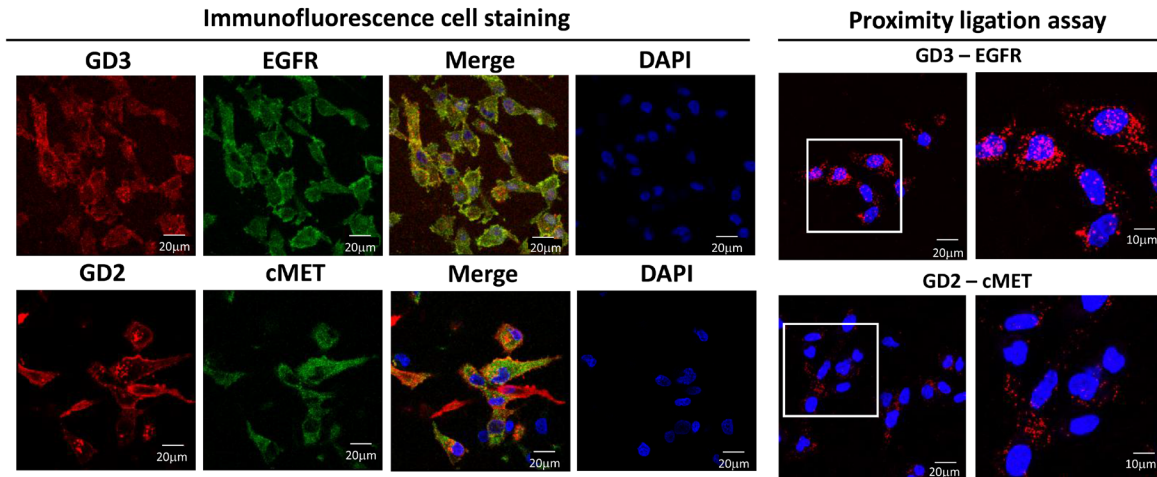 Immunofluorescence cell staining
Proximity ligation assay
GD3 EGFR Merge DAPI
GD3 – EGFR
20μm 20μm 20μm 20μm
20μm 10μm
GD2 cMET Merge DAPI
GD2 – cMET
20μm 20μm 20μm 20μm
20μm 10μm